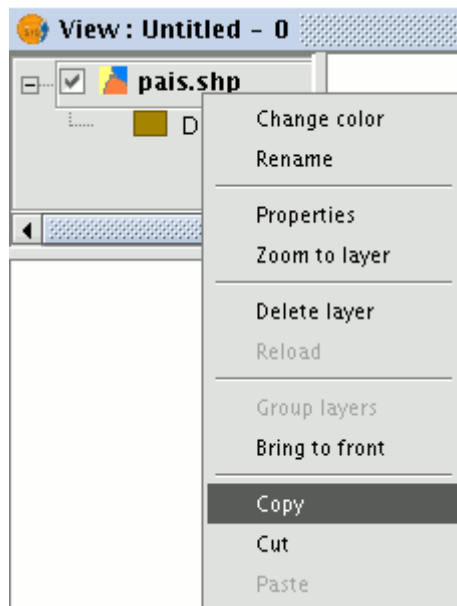 View : Untitled - 0
pais.shp
D
Change color
Rename
Properties
Zoom to layer
Delete layer
Reload
Group layers
Bring to front
Copy
Cut
Paste